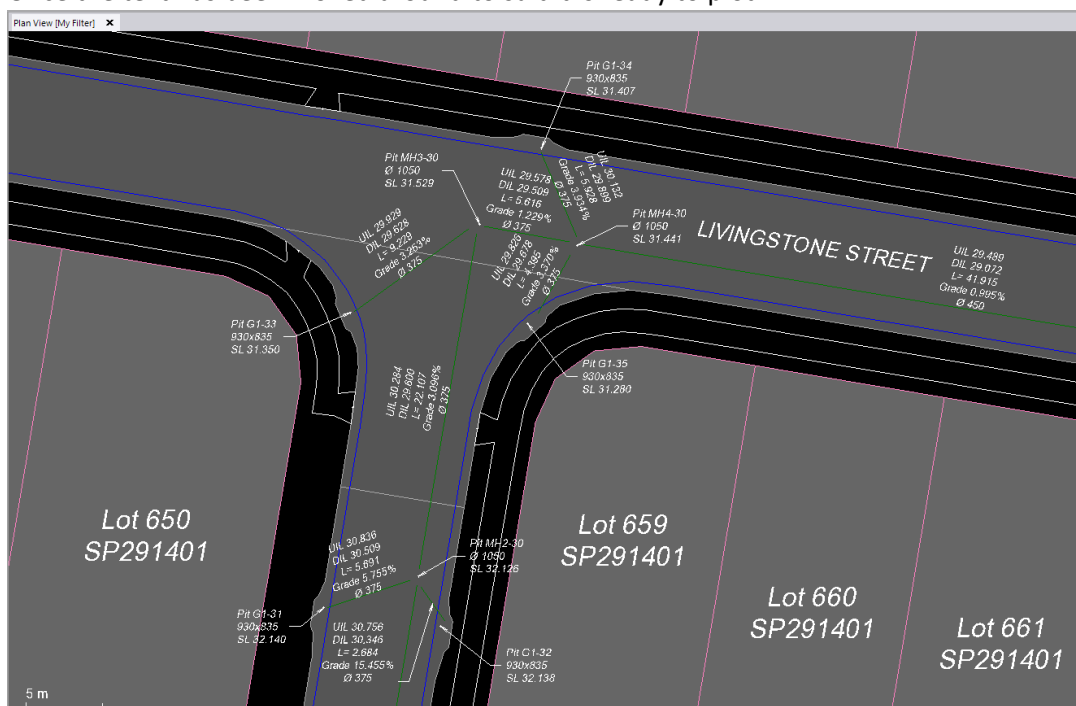 Plan View [My Filter] X
Pit G1-34
930x835
SL 31.407
Pit MH3-30
Ø 1050
SL 31.529
UIL 29.578
DIL 29.509
L= 5.616
Grade 1.229%
Ø 375
UIL 30.132
DIL 29.899
L= 5.928
Grade 3.934%
Ø 375
Pit MH4-30
Ø 1050
SL 31.441
LIVINGSTONE STREET
UIL 29.489
DIL 29.072
L= 41.915
Grade 0.995%
Ø 450
UIL 29.929
DIL 29.628
L= 9.229
Grade 3.263%
Ø 375
UIL 29.826
DIL 29.678
L= 4.395
Grade 3.370%
Ø 375
Pit G1-33
930x835
SL 31.350
Pit G1-35
930x835
SL 31.280
UIL 30.284
DIL 29.600
L= 22.107
Grade 3.096%
Ø 375
Lot 650
SP291401
Lot 659
SP291401
UIL 30.836
DIL 30.509
L= 5.691
Grade 5.755%
Ø 375
Pit MH2-30
Ø 1050
SL 32.126
Pit G1-31
930x835
SL 32.140
UIL 30.756
DIL 30.346
L= 2.684
Grade 15.455%
Ø 375
Pit G1-32
930x835
SL 32.138
Lot 660
SP291401
Lot 661
SP291401
5 m